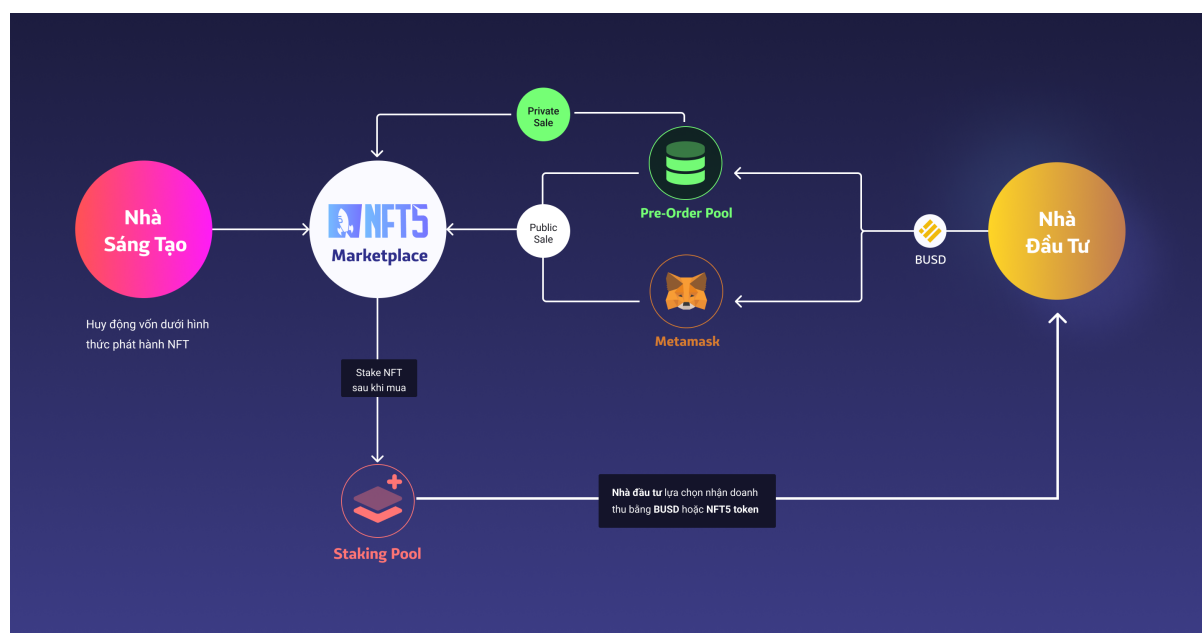 Private
Sale
Nhà
Sáng Tạo
NFT5
Marketplace
Public
Sale
Pre-Order Pool
BUSD
Nhà
Đầu Tư
Huy động vốn dưới hình
thức phát hành NFT
Metamask
Stake NFT
sau khi mua
Staking Pool
Nhà đầu tư lựa chọn nhận doanh
thu bằng BUSD hoặc NFT5 token